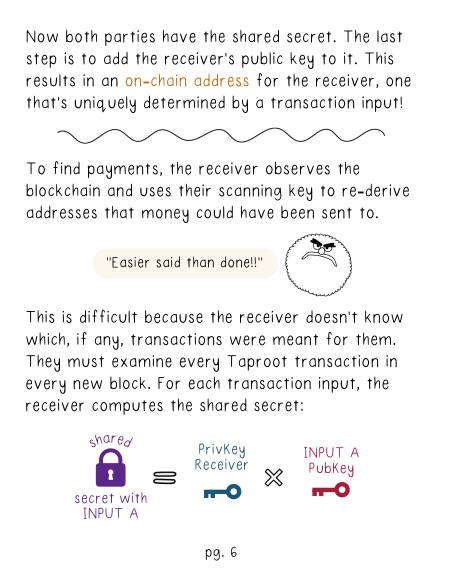 Now both parties have the shared secret. The last
step is to add the receiver's public key to it. This
results in an on-chain address for the receiver, one
that's uniquely determined by a transaction input!
To find payments, the receiver observes the
blockchain and uses their scanning key to re-derive
addresses that money could have been sent to.
"Easier said than done!!"
This is difficult because the receiver doesn't know
which, if any, transactions were meant for them.
They must examine every Taproot transaction in
every new block. For each transaction input, the
receiver computes the shared secret:
shared
secret with
INPUT A
=
PrivKey
Receiver
×
INPUT A
PubKey
pg. 6